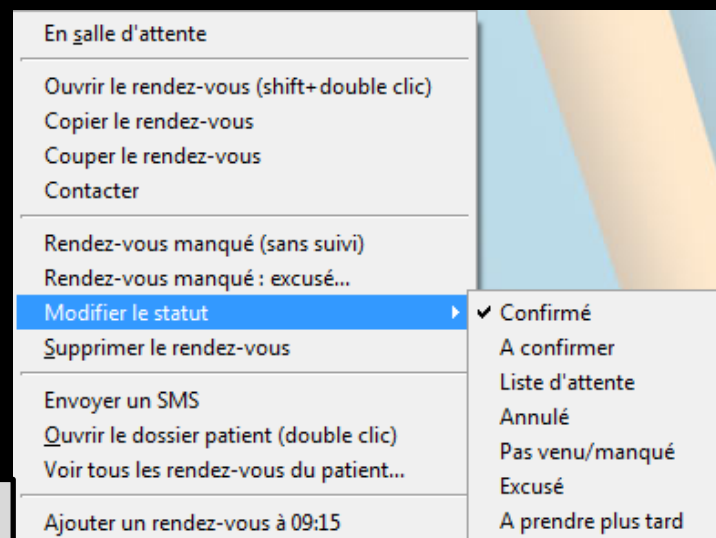 En salle d'attente
Ouvrir le rendez-vous (shift+double clic)
Copier le rendez-vous
Couper le rendez-vous
Contacter
Rendez-vous manqué (sans suivi)
Rendez-vous manqué : excusé...
Modifier le statut
Supprimer le rendez-vous
Envoyer un SMS
Ouvrir le dossier patient (double clic)
Voir tous les rendez-vous du patient...
Ajouter un rendez-vous à 09:15
Confirmé
A confirmer
Liste d'attente
Annulé
Pas venu/manqué
Excusé
A prendre plus tard